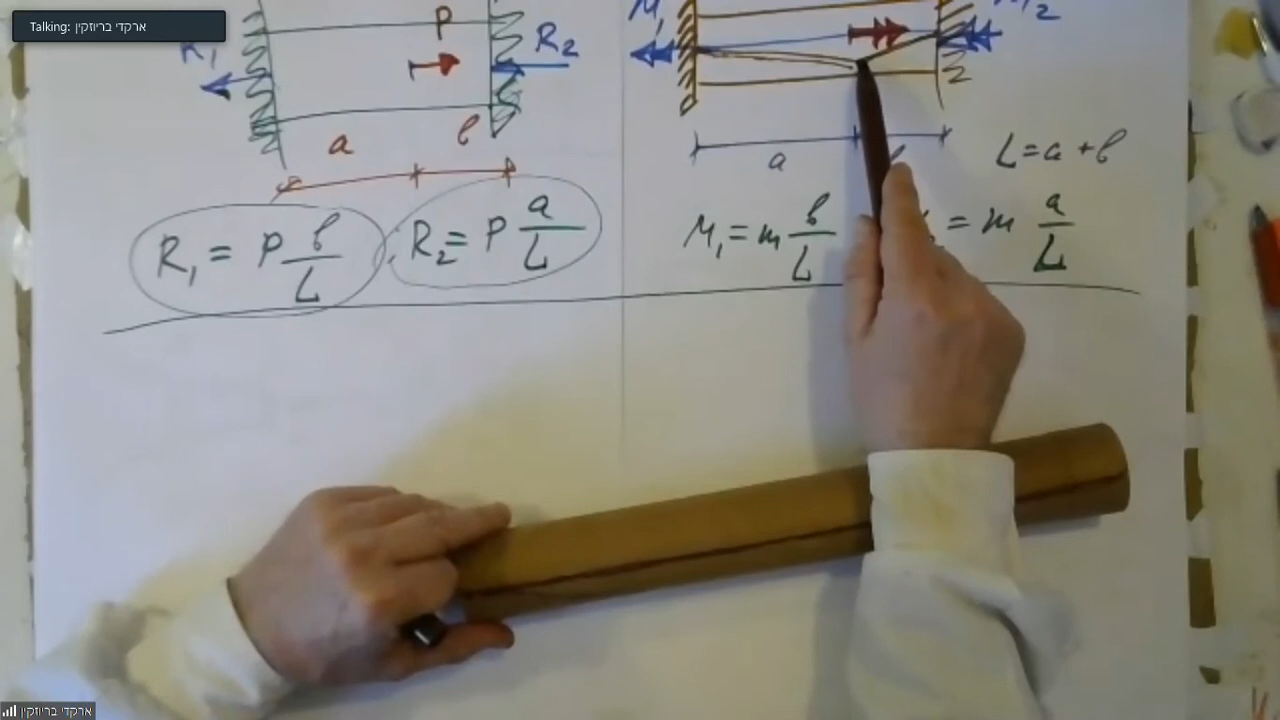 Talking: ארקדי בריוזקין
P
R₁
R₂
a
b
R₁ = P b/L ; R₂ = P a/L
M₁
M₂
a
L = a + b
M₁ = m b/L
= m a/L
ארקדי בריוזקין